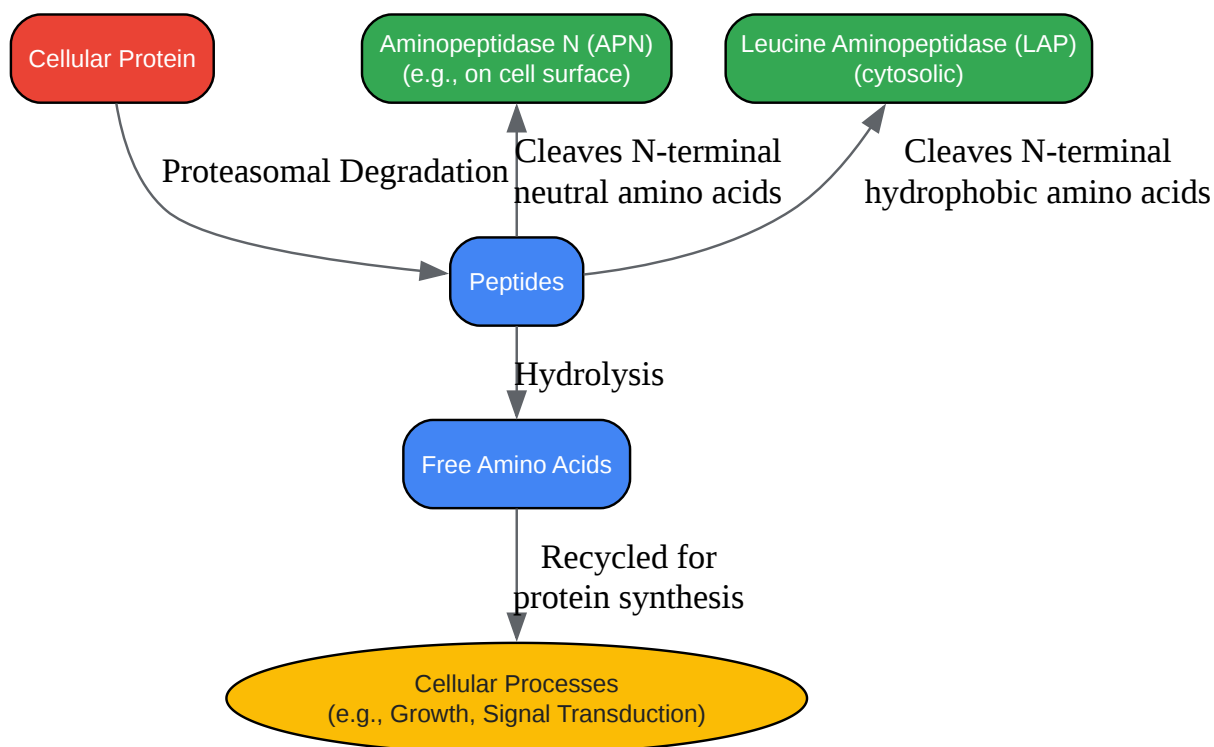 Cellular Protein
Aminopeptidase N (APN)
(e.g., on cell surface)
Leucine Aminopeptidase (LAP)
(cytosolic)
Proteasomal Degradation
Cleaves N-terminal
neutral amino acids
Cleaves N-terminal
hydrophobic amino acids
Peptides
Hydrolysis
Free Amino Acids
Recycled for
protein synthesis
Cellular Processes
(e.g., Growth, Signal Transduction)